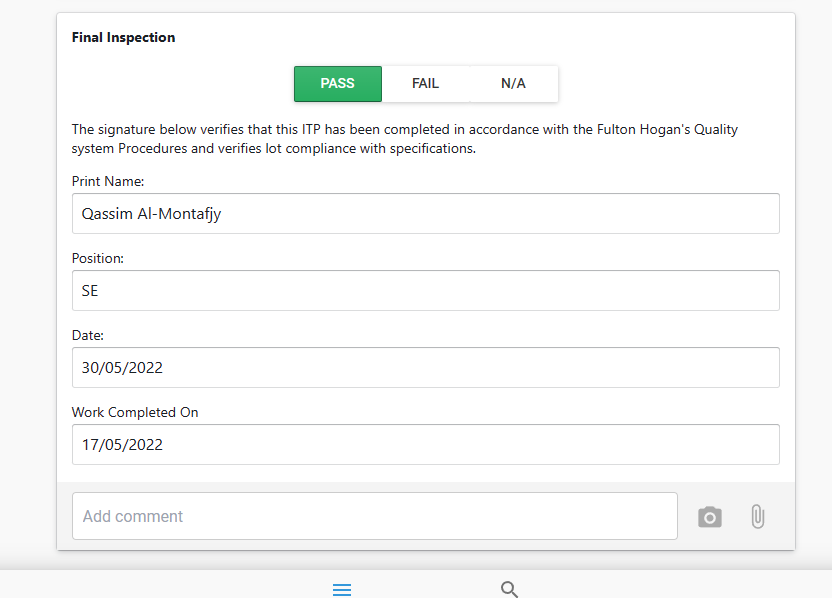 Final Inspection
PASS FAIL N/A
The signature below verifies that this ITP has been completed in accordance with the Fulton Hogan's Quality
system Procedures and verifies lot compliance with specifications.
Print Name:
Qassim Al-Montafjy
Position:
SE
Date:
30/05/2022
Work Completed On
17/05/2022
Add comment